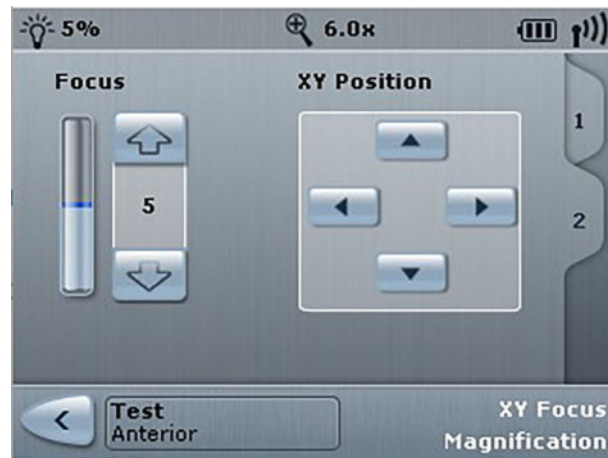 5%
6.0x
Focus
XY Position
1
5
2
Test
Anterior
XY Focus
Magnification